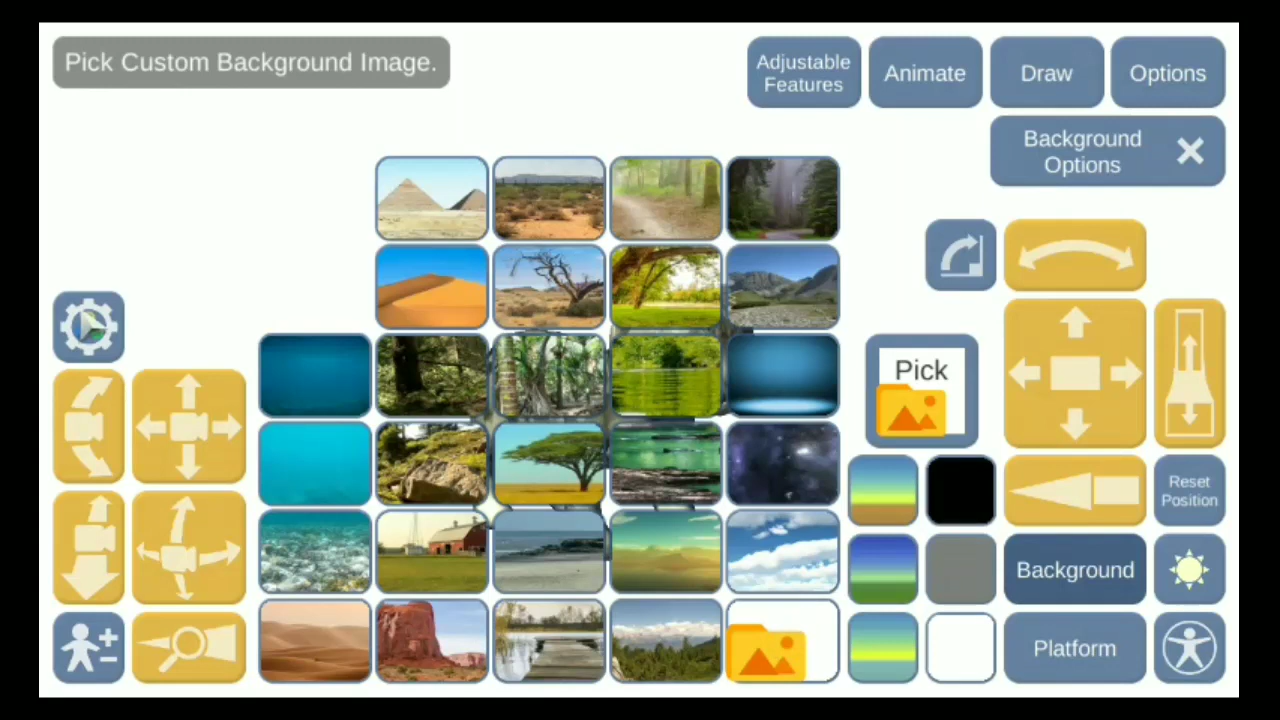 Pick Custom Background Image.
Adjustable
Features
Animate
Draw
Options
Background
Options
Pick
Reset
Position
Background
Platform